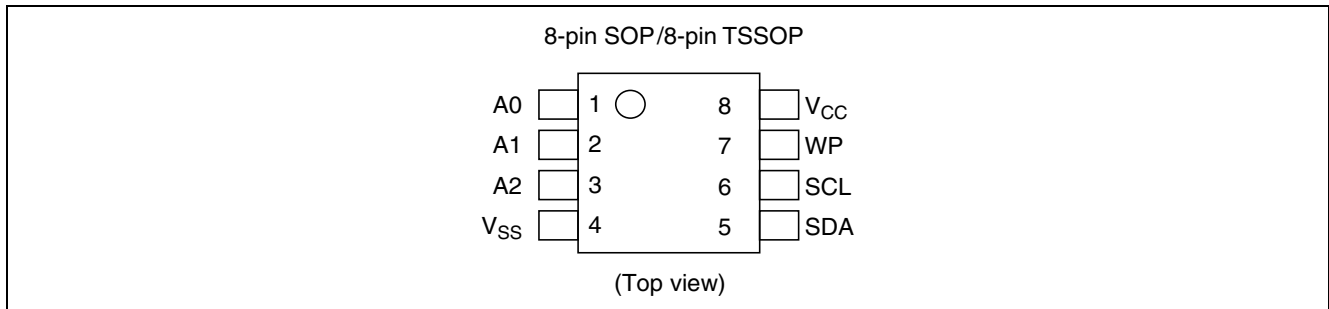 8-pin SOP/8-pin TSSOP
A0 1 8 VCC
A1 2 7 WP
A2 3 6 SCL
VSS 4 5 SDA
(Top view)